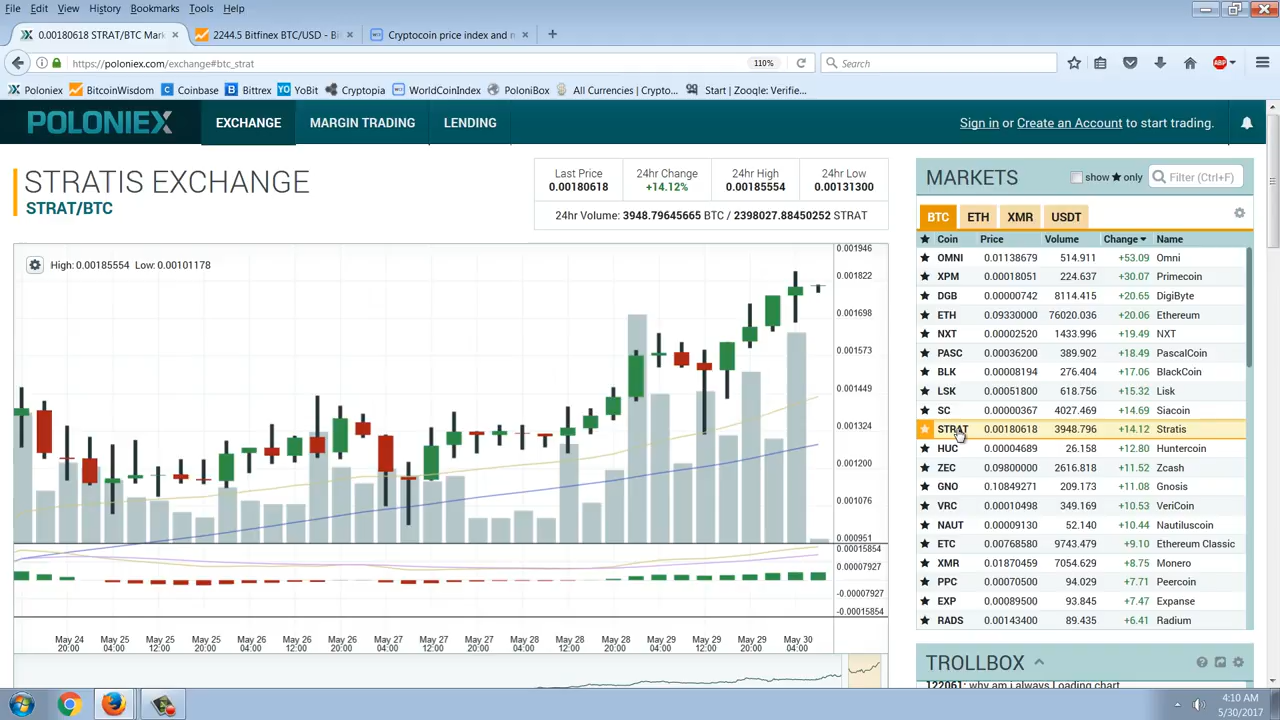 File Edit View History Bookmarks Tools Help
0.00180618 STRAT/BTC Mark
2244.5 Bitfinex BTC/USD - Bi
Cryptocoin price index and m
https://poloniex.com/exchange#btc_strat
110%
Search
ABP
Poloniex BitcoinWisdom Coinbase Bittrex YoBit Cryptopia WorldCoinIndex PoloniBox All Currencies | Crypto... Start | Zooqle: Verifie...
POLONIEX
EXCHANGE MARGIN TRADING LENDING
Sign in or Create an Account to start trading.
STRATIS EXCHANGE
STRAT/BTC
Last Price 24hr Change 24hr High 24hr Low
0.00180618 +14.12% 0.00185554 0.00131300
24hr Volume: 3948.79645665 BTC / 2398027.88450252 STRAT
High: 0.00185554 Low: 0.00101178
0.001946
0.001822
0.001698
0.001573
0.001449
0.001324
0.001200
0.001076
0.000951
0.00015854
0.00007927
-0.00007927
-0.00015854
May 24 May 25 May 25 May 25 May 26 May 26 May 26 May 27 May 27 May 27 May 28 May 28 May 28 May 29 May 29 May 29 May 30
20:00 04:00 12:00 20:00 04:00 12:00 20:00 04:00 12:00 20:00 04:00 12:00 20:00 04:00 12:00 20:00 04:00
MARKETS
show ★ only
Filter (Ctrl+F)
BTC ETH XMR USDT
Coin Price Volume Change Name
OMNI 0.01138679 514.911 +53.09 Omni
XPM 0.00018051 224.637 +30.07 Primecoin
DGB 0.00000742 8114.415 +20.65 DigiByte
ETH 0.09330000 76020.036 +20.06 Ethereum
NXT 0.00002520 1433.996 +19.49 NXT
PASC 0.00036200 389.902 +18.49 PascalCoin
BLK 0.00008194 276.404 +17.06 BlackCoin
LSK 0.00051800 618.756 +15.32 Lisk
SC 0.00000367 4027.469 +14.69 Siacoin
STRAT 0.00180618 3948.796 +14.12 Stratis
HUC 0.00004689 26.158 +12.80 Huntercoin
ZEC 0.09800000 2616.818 +11.52 Zcash
GNO 0.10849271 209.173 +11.08 Gnosis
VRC 0.00010498 349.169 +10.53 VeriCoin
NAUT 0.00009130 52.140 +10.44 Nautiluscoin
ETC 0.00768580 9743.479 +9.10 Ethereum Classic
XMR 0.01870459 7054.629 +8.75 Monero
PPC 0.00070500 94.029 +7.71 Peercoin
EXP 0.00089500 93.845 +7.47 Expanse
RADS 0.00143400 89.435 +6.41 Radium
TROLLBOX
122061: why am i always Loading chart
4:10 AM
5/30/2017